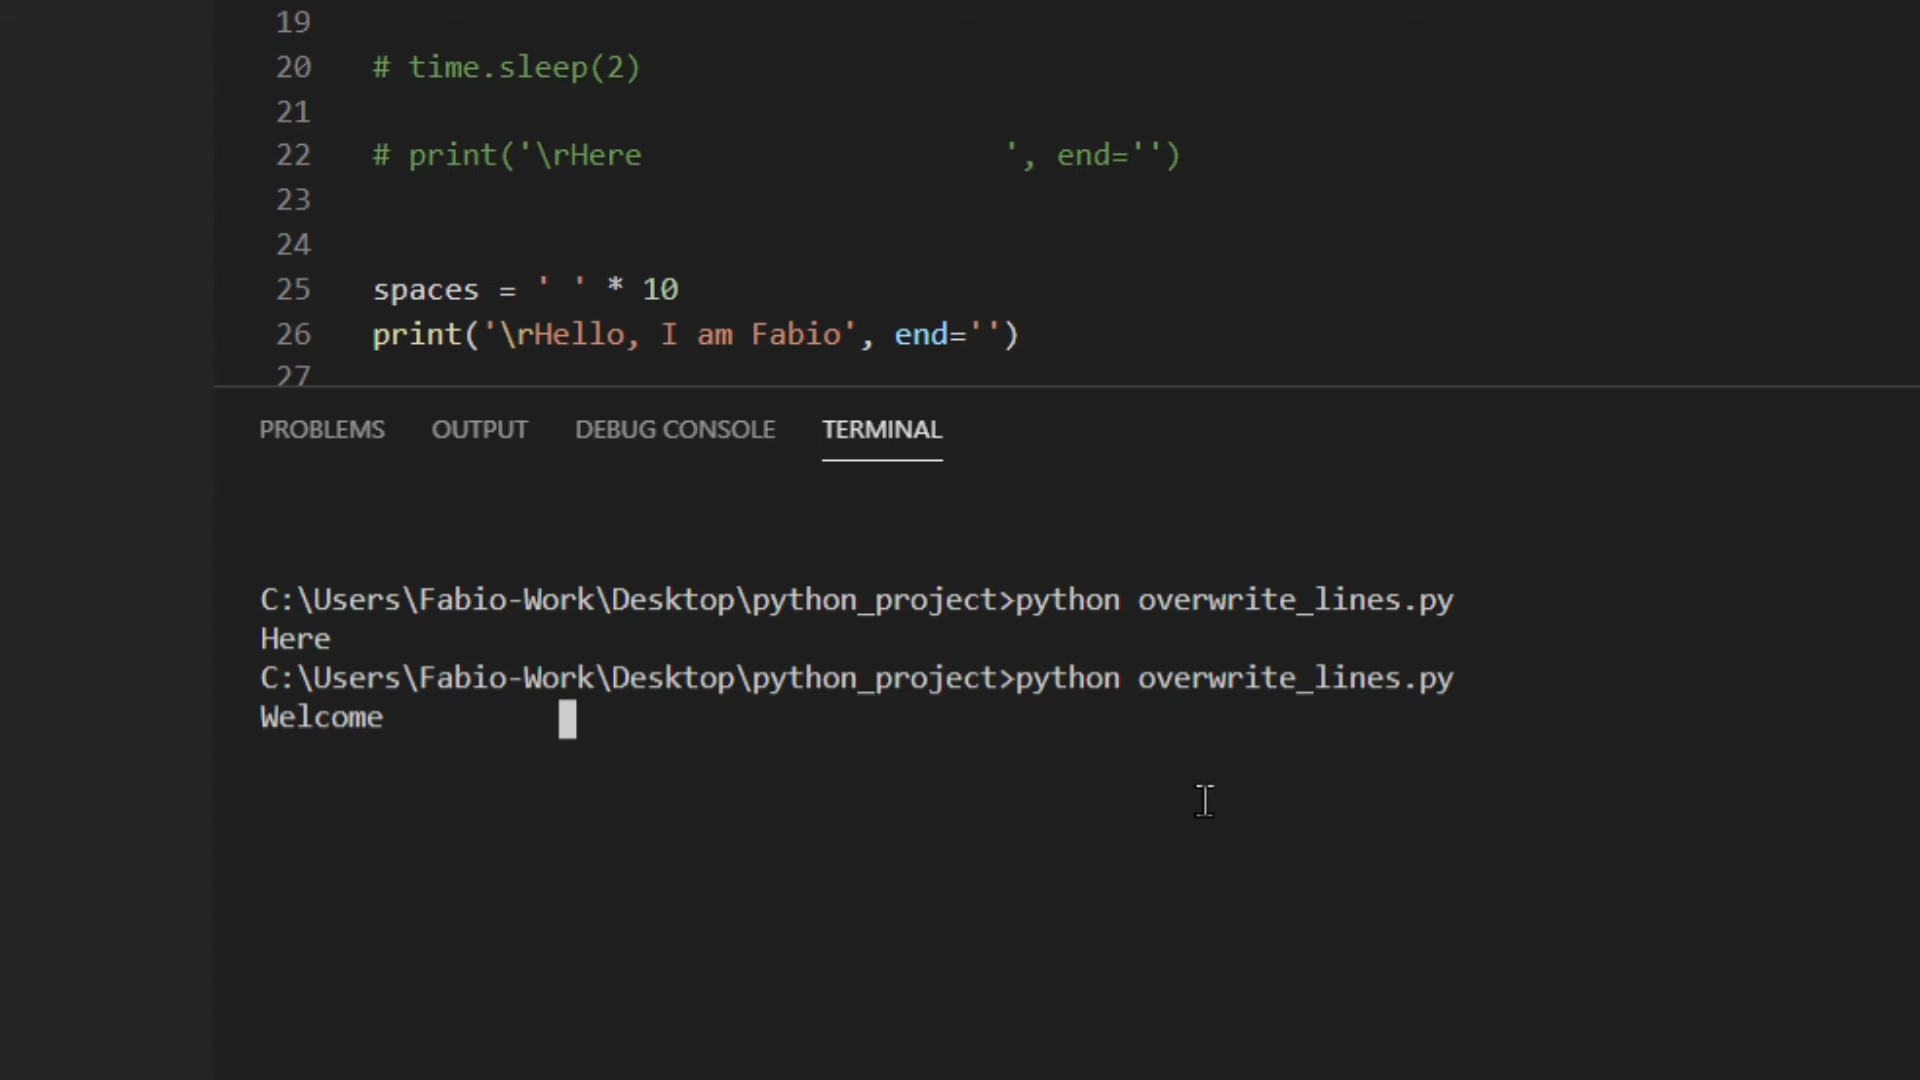 19
20 # time.sleep(2)
21
22 # print('\rHere                    ', end='')
23
24
25 spaces = ' ' * 10
26 print('\rHello, I am Fabio', end='')
27
PROBLEMS OUTPUT DEBUG CONSOLE TERMINAL
C:\Users\Fabio-Work\Desktop\python_project>python overwrite_lines.py
Here
C:\Users\Fabio-Work\Desktop\python_project>python overwrite_lines.py
Welcome